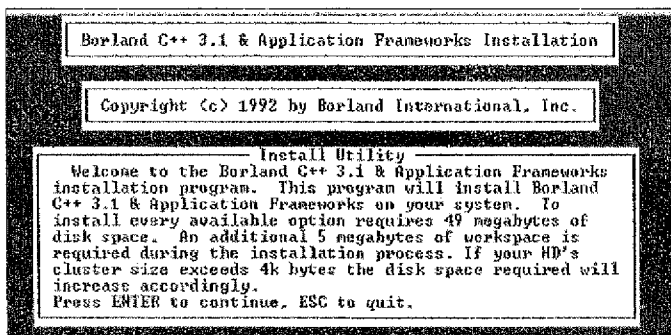 Borland C++ 3.1 & Application Frameworks Installation
Copyright (c) 1992 by Borland International, Inc.
Install Utility
Welcome to the Borland C++ 3.1 & Application Frameworks
installation program. This program will install Borland
C++ 3.1 & Application Frameworks on your system. To
install every available option requires 49 megabytes of
disk space. An additional 5 megabytes of workspace is
required during the installation process. If your HD's
cluster size exceeds 4k bytes the disk space required will
increase accordingly.
Press ENTER to continue, ESC to quit.